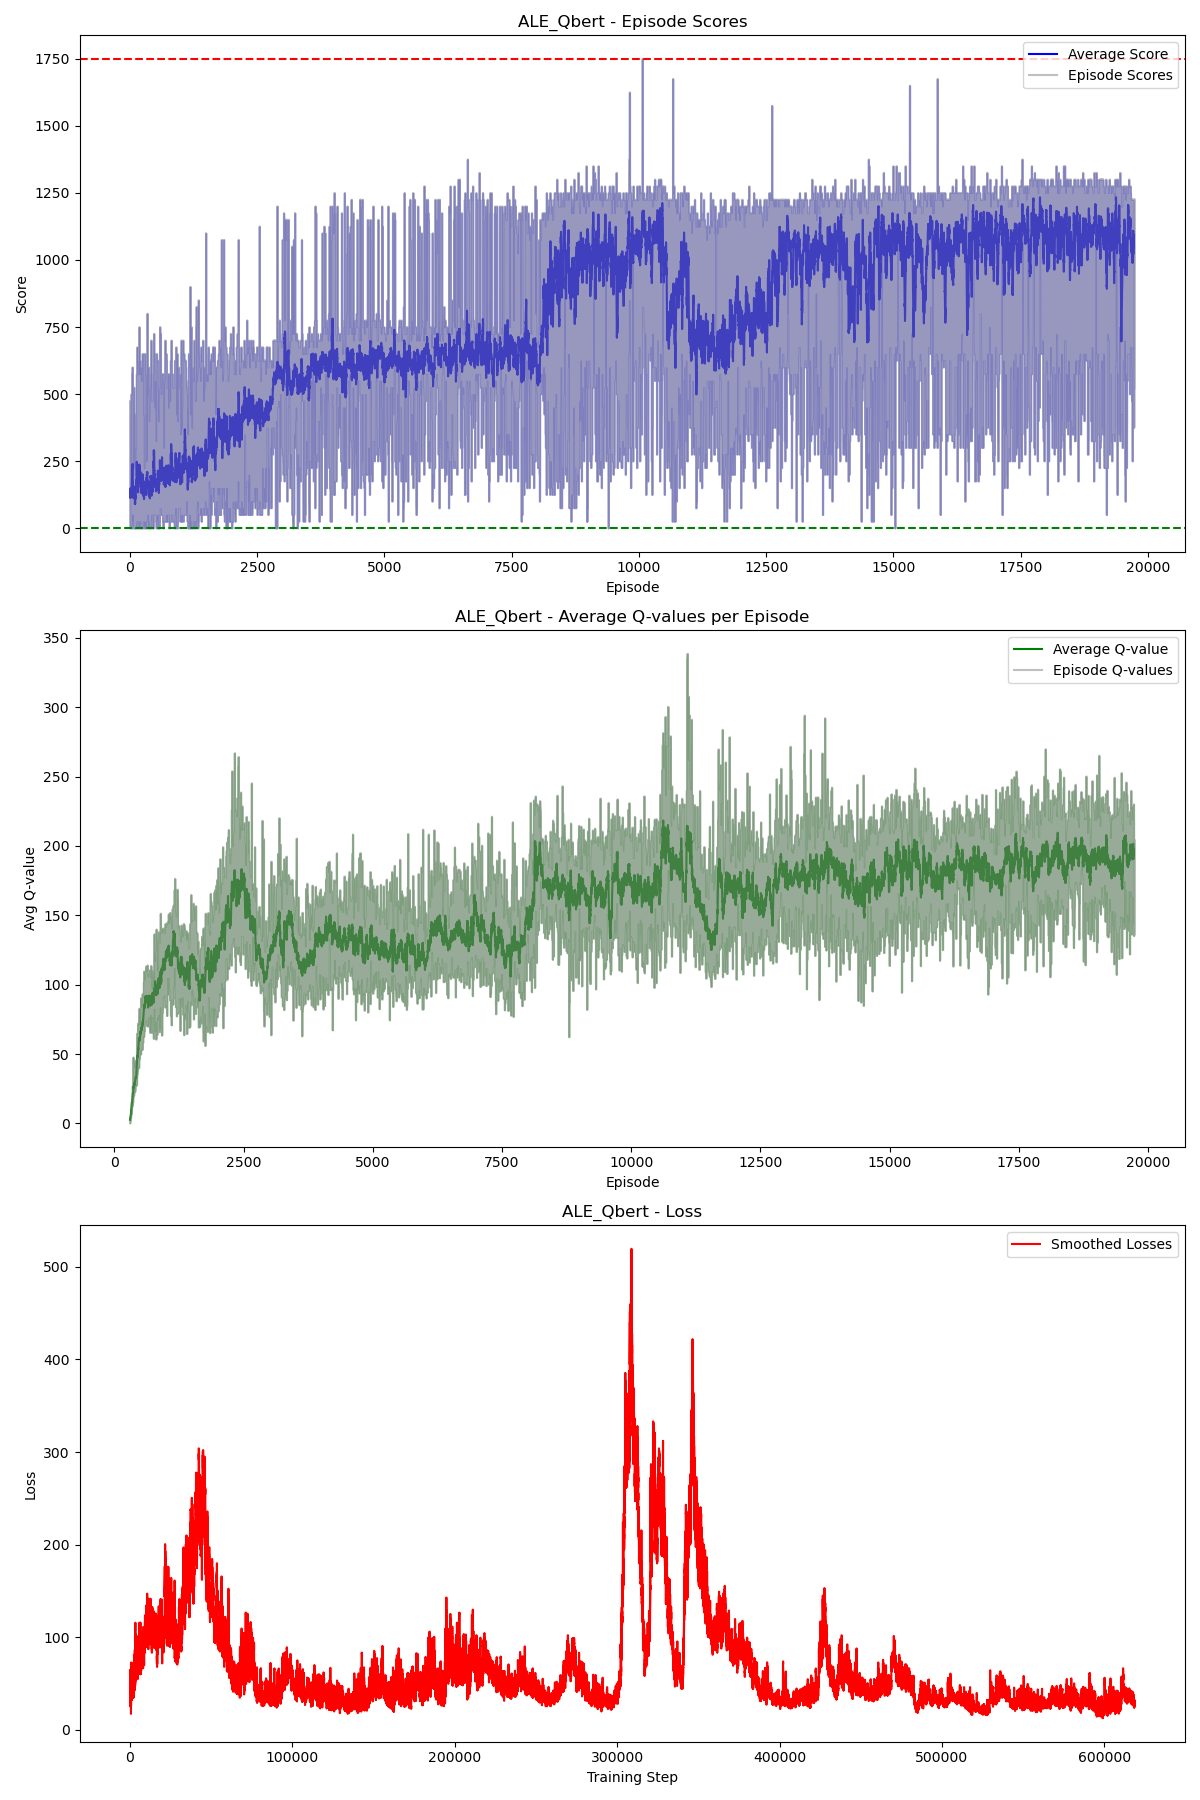 ALE_Qbert - Episode Scores
Average Score
Episode Scores
1750
1500
1250
1000
750
500
250
0
Score
0 2500 5000 7500 10000 12500 15000 17500 20000
Episode
ALE_Qbert - Average Q-values per Episode
Average Q-value
Episode Q-values
350
300
250
200
150
100
50
0
Avg Q-value
0 2500 5000 7500 10000 12500 15000 17500 20000
Episode
ALE_Qbert - Loss
Smoothed Losses
500
400
300
200
100
0
Loss
0 100000 200000 300000 400000 500000 600000
Training Step